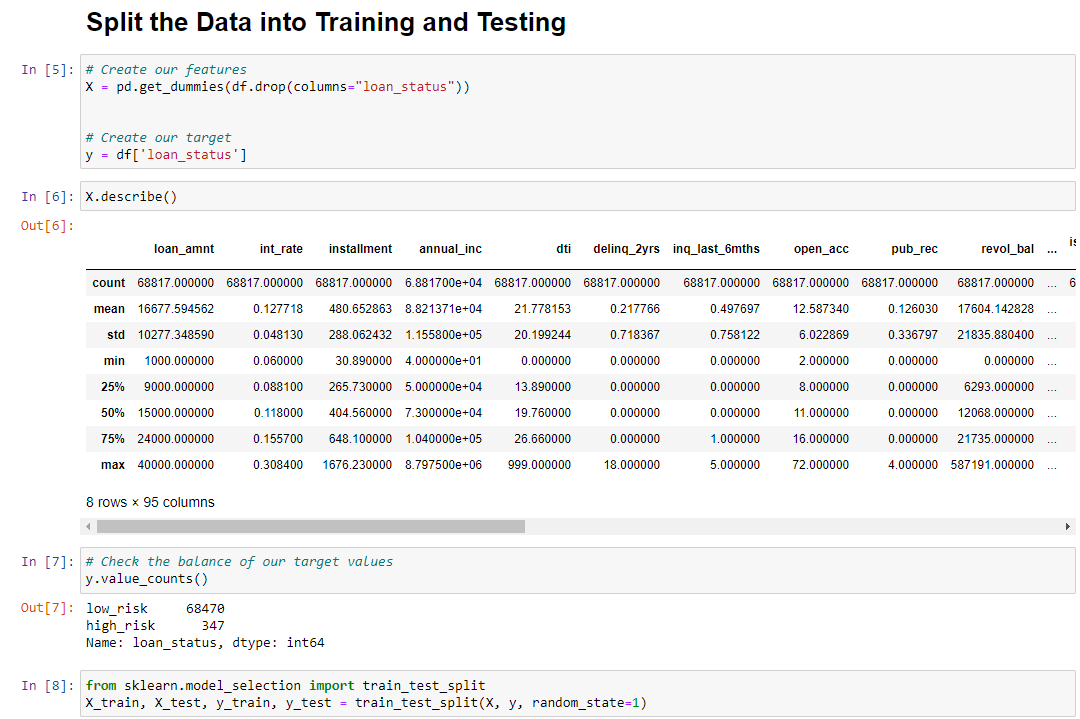 Split the Data into Training and Testing
In [5]: # Create our features
X = pd.get_dummies(df.drop(columns="loan_status"))
# Create our target
y = df['loan_status']
In [6]: X.describe()
Out[6]:
loan_amnt int_rate installment annual_inc dti delinq_2yrs inq_last_6mths open_acc pub_rec revol_bal ... is
count 68817.000000 68817.000000 68817.000000 6.881700e+04 68817.000000 68817.000000 68817.000000 68817.000000 68817.000000 68817.000000 ... 6
mean 16677.594562 0.127718 480.652863 8.821371e+04 21.778153 0.217766 0.497697 12.587340 0.126030 17604.142828 ...
std 10277.348590 0.048130 288.062432 1.155800e+05 20.199244 0.718367 0.758122 6.022869 0.336797 21835.880400 ...
min 1000.000000 0.060000 30.890000 4.000000e+01 0.000000 0.000000 0.000000 2.000000 0.000000 0.000000 ...
25% 9000.000000 0.088100 265.730000 5.000000e+04 13.890000 0.000000 0.000000 8.000000 0.000000 6293.000000 ...
50% 15000.000000 0.118000 404.560000 7.300000e+04 19.760000 0.000000 0.000000 11.000000 0.000000 12068.000000 ...
75% 24000.000000 0.155700 648.100000 1.040000e+05 26.660000 0.000000 1.000000 16.000000 0.000000 21735.000000 ...
max 40000.000000 0.308400 1676.230000 8.797500e+06 999.000000 18.000000 5.000000 72.000000 4.000000 587191.000000 ...
8 rows × 95 columns
In [7]: # Check the balance of our target values
y.value_counts()
Out[7]: low_risk 68470
high_risk 347
Name: loan_status, dtype: int64
In [8]: from sklearn.model_selection import train_test_split
X_train, X_test, y_train, y_test = train_test_split(X, y, random_state=1)